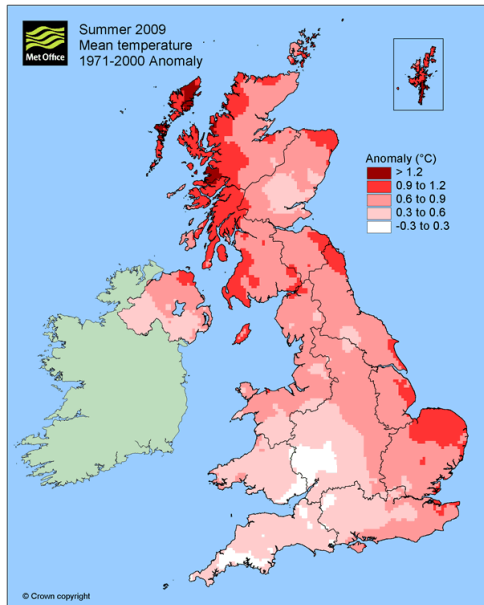 Met Office
Summer 2009
Mean temperature
1971-2000 Anomaly
Anomaly (°C)
> 1.2
0.9 to 1.2
0.6 to 0.9
0.3 to 0.6
-0.3 to 0.3
© Crown copyright